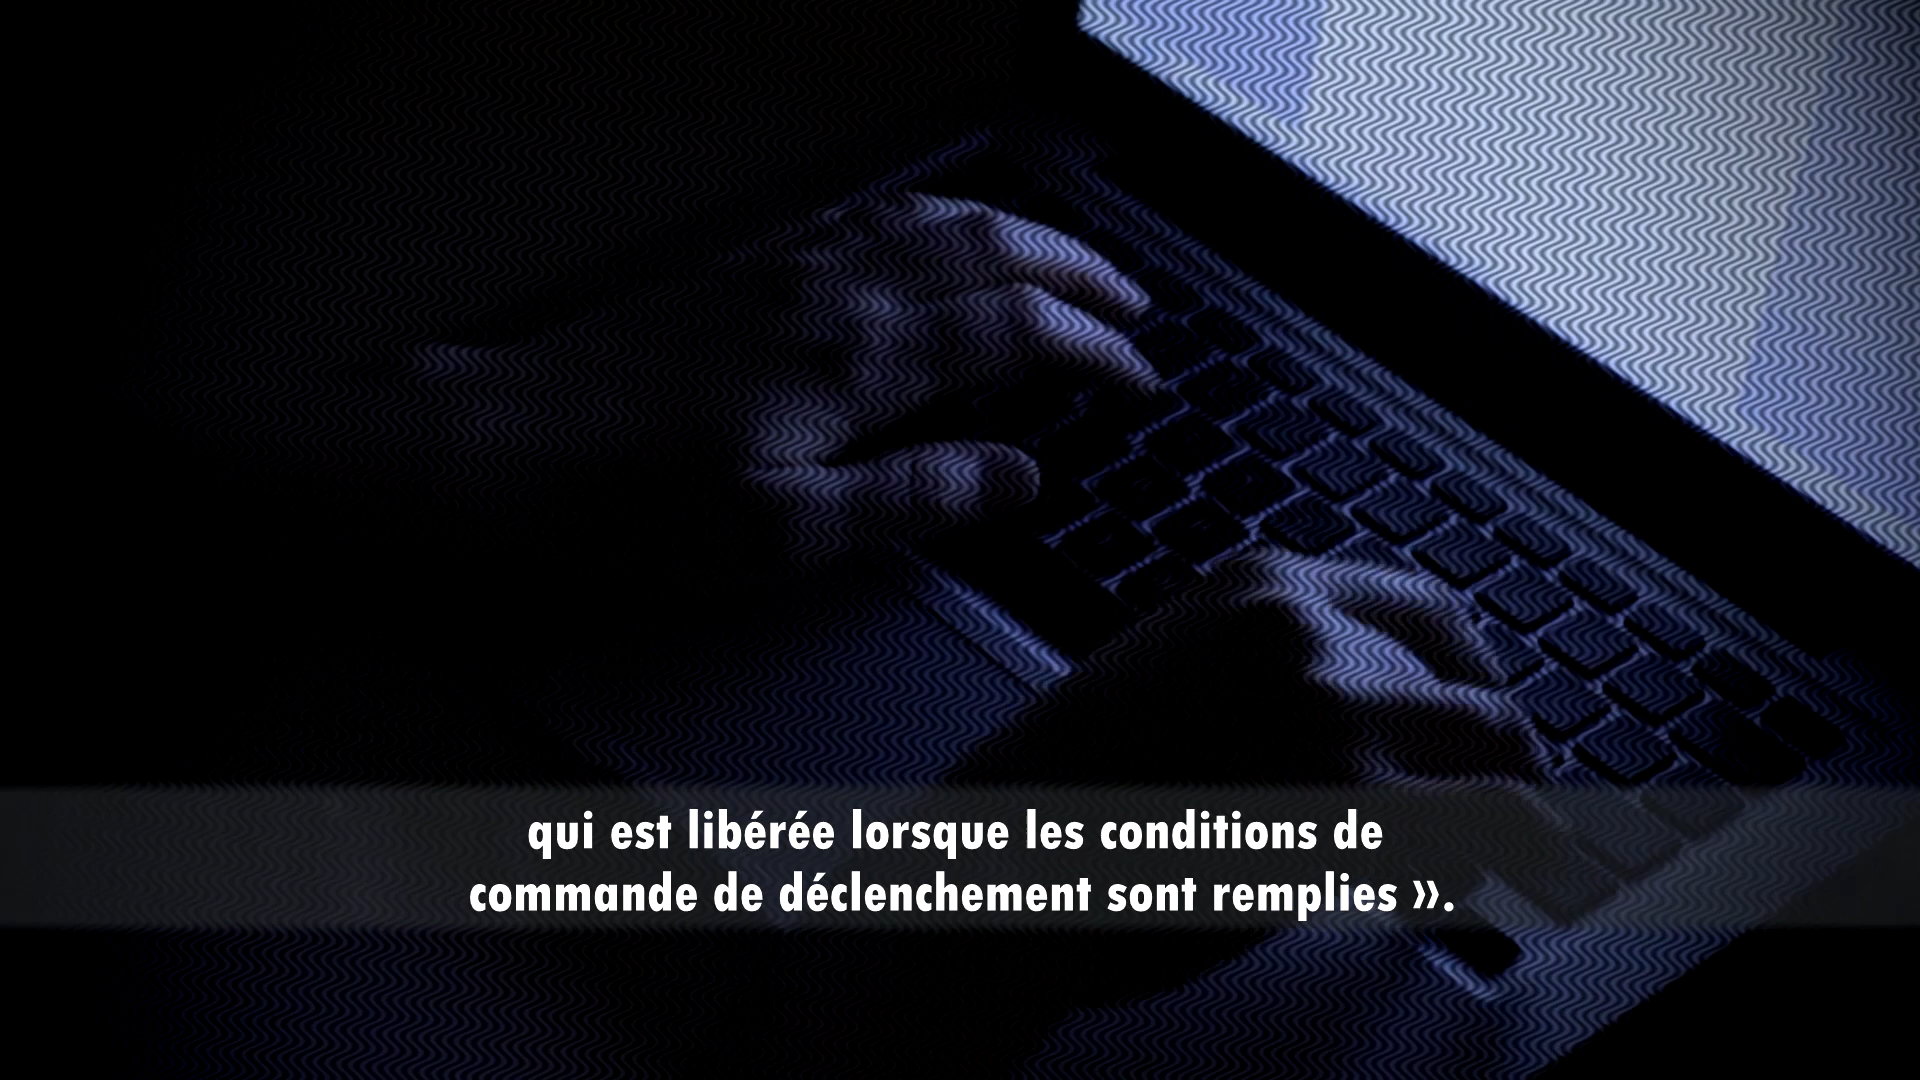 qui est libérée lorsque les conditions de
commande de déclenchement sont remplies ».